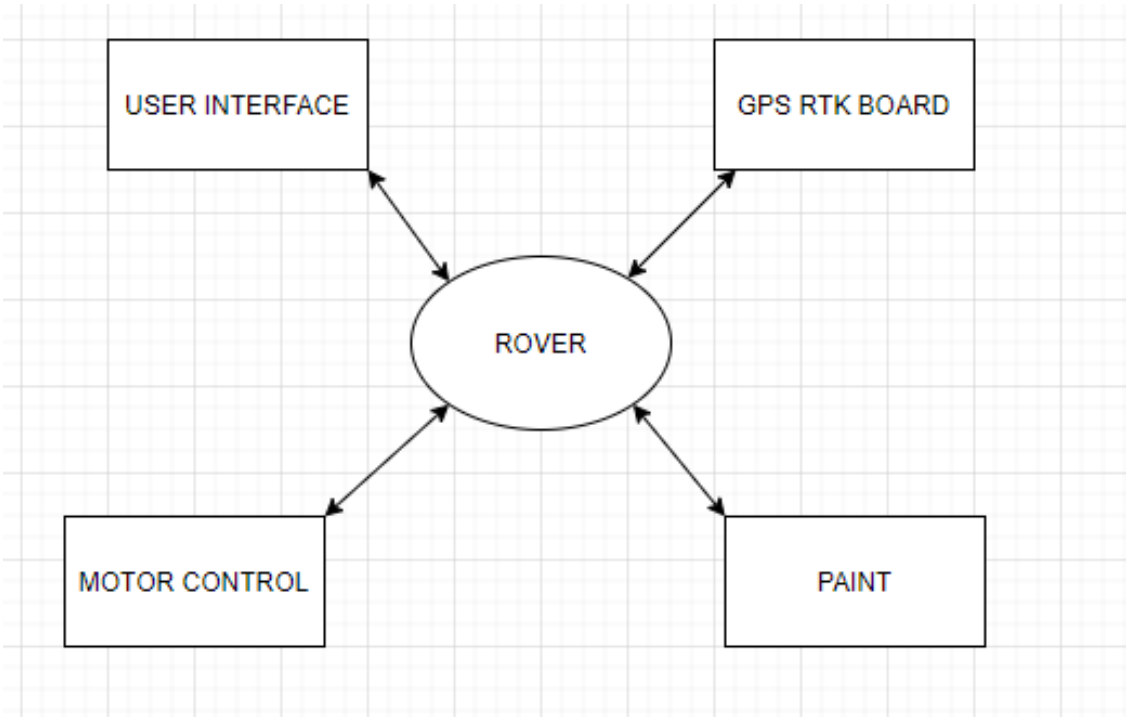 USER INTERFACE
GPS RTK BOARD
ROVER
MOTOR CONTROL
PAINT